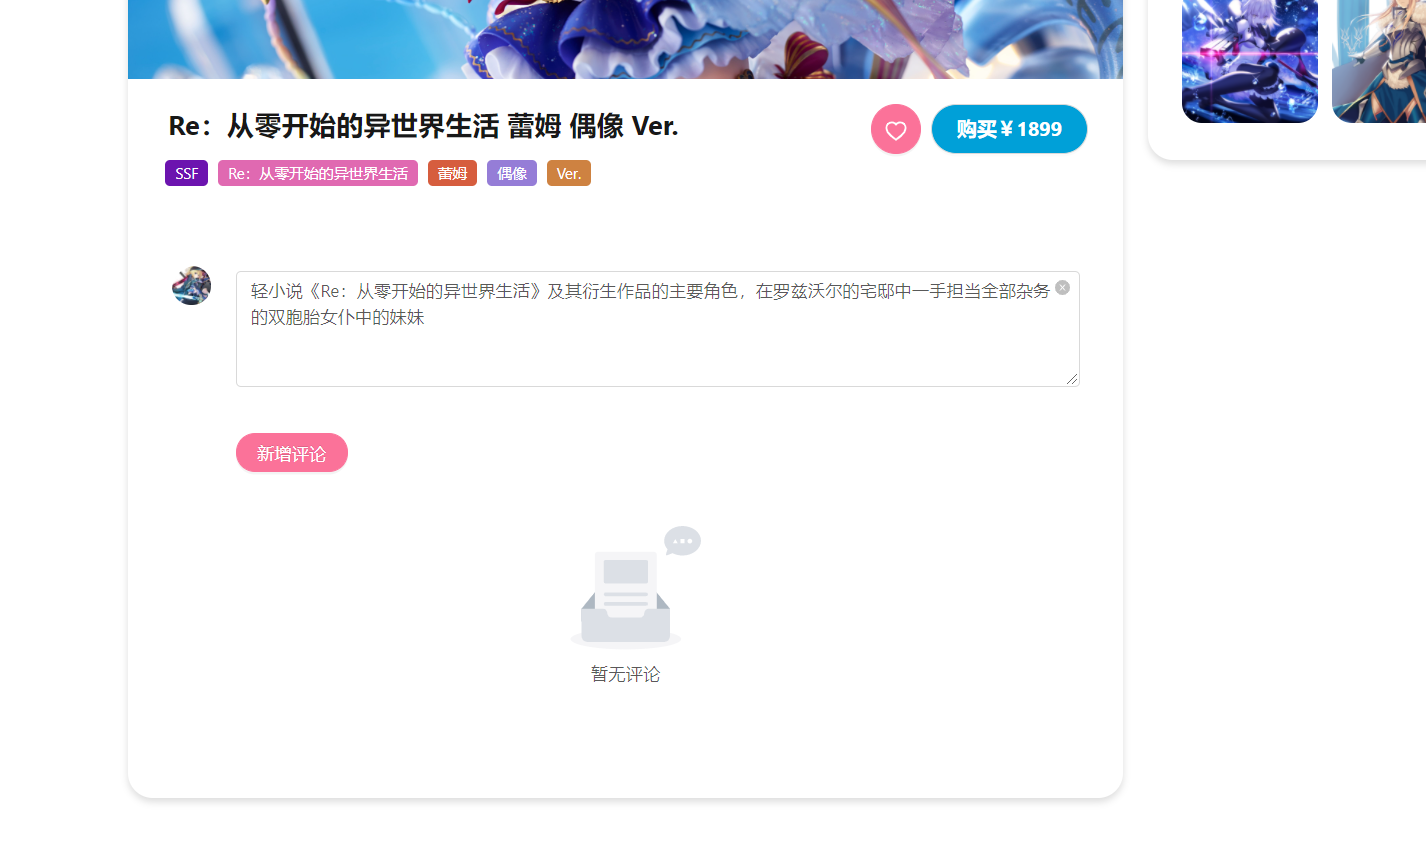 Re：从零开始的异世界生活 蕾姆 偶像 Ver.
购买￥1899
SSF
Re：从零开始的异世界生活
蕾姆
偶像
Ver.
轻小说《Re：从零开始的异世界生活》及其衍生作品的主要角色，在罗兹沃尔的宅邸中一手担当全部杂务
的双胞胎女仆中的妹妹
新增评论
暂无评论